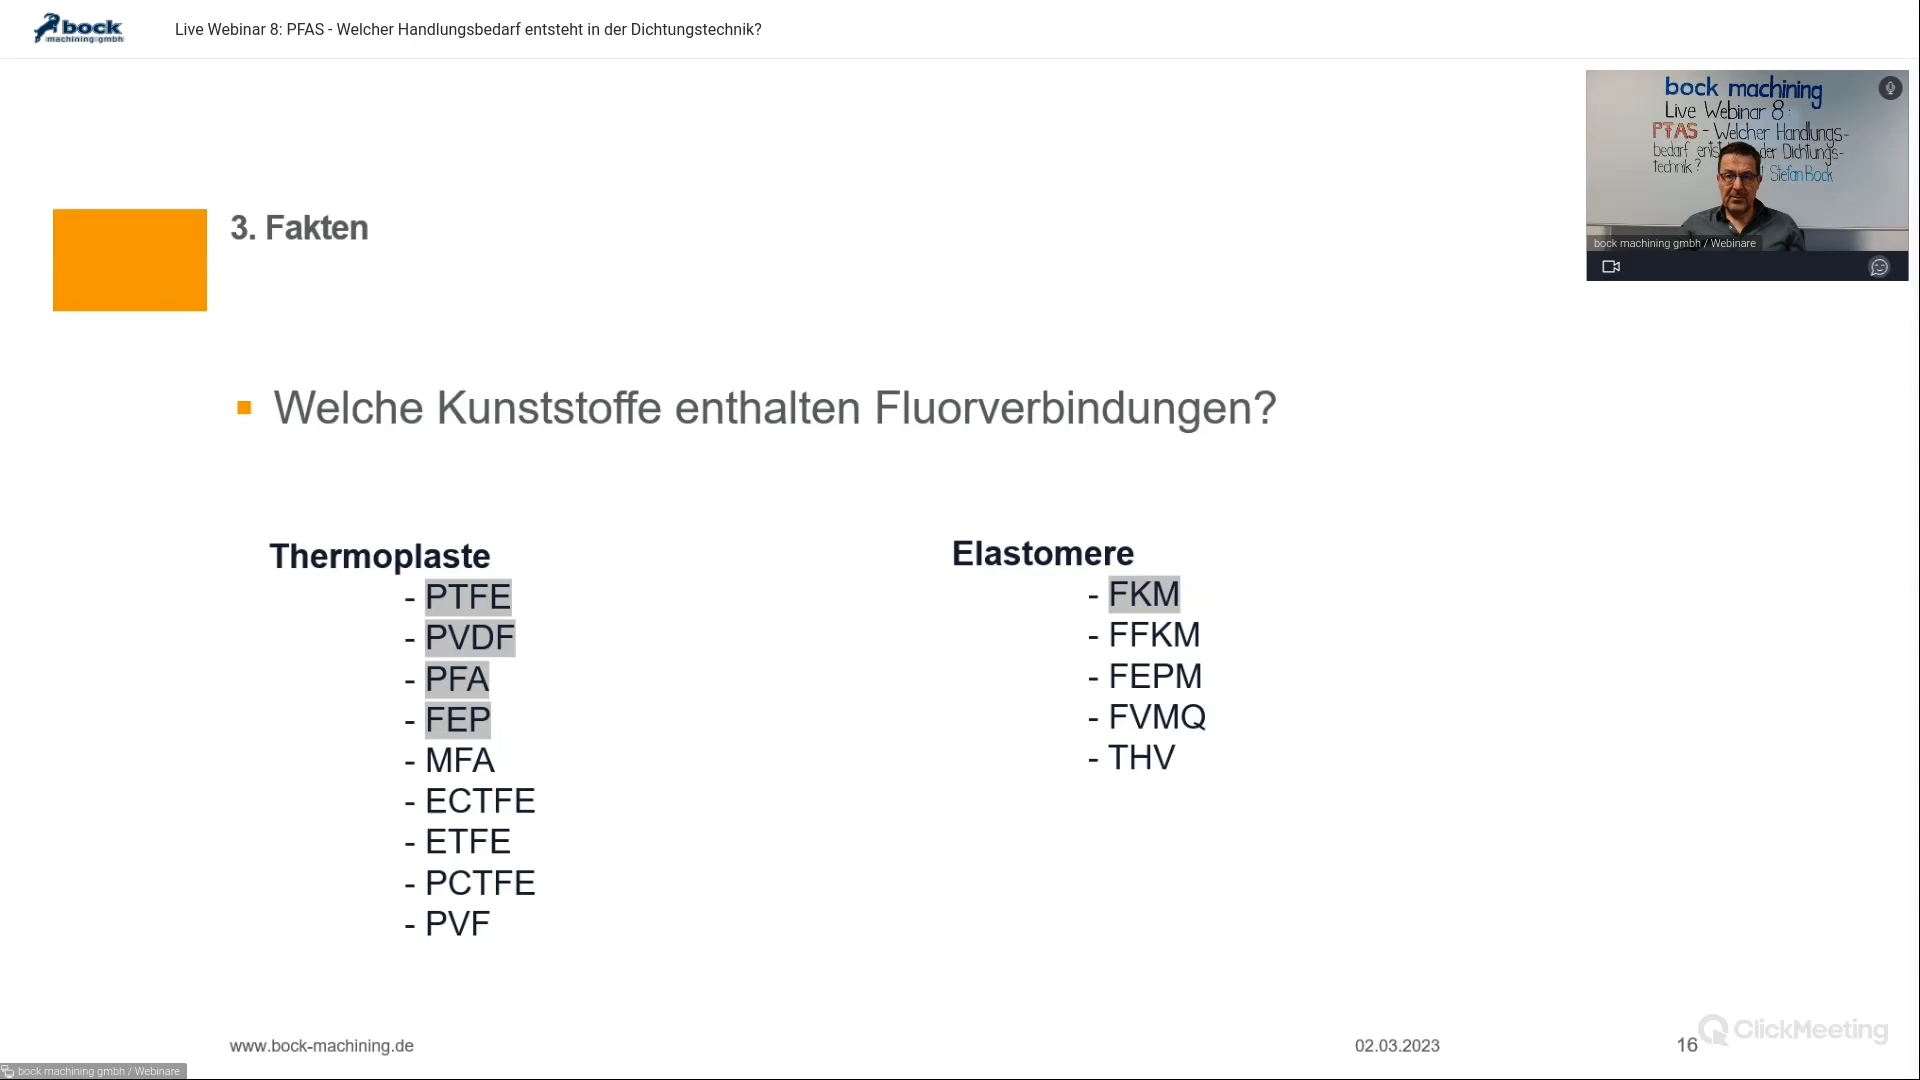 bock
machining gmbh
Live Webinar 8: PFAS - Welcher Handlungsbedarf entsteht in der Dichtungstechnik?
bock machining
Live Webinar 8:
PFAS - Welcher Handlungs-
bedarf der Dichtungs-
technik?
Stefan Bock
bock machining gmbh / Webinare
3. Fakten
Welche Kunststoffe enthalten Fluorverbindungen?
Thermoplaste
- PTFE
- PVDF
- PFA
- FEP
- MFA
- ECTFE
- ETFE
- PCTFE
- PVF
Elastomere
- FKM
- FFKM
- FEPM
- FVMQ
- THV
www.bock-machining.de
02.03.2023
16
ClickMeeting
bock machining gmbh / Webinare